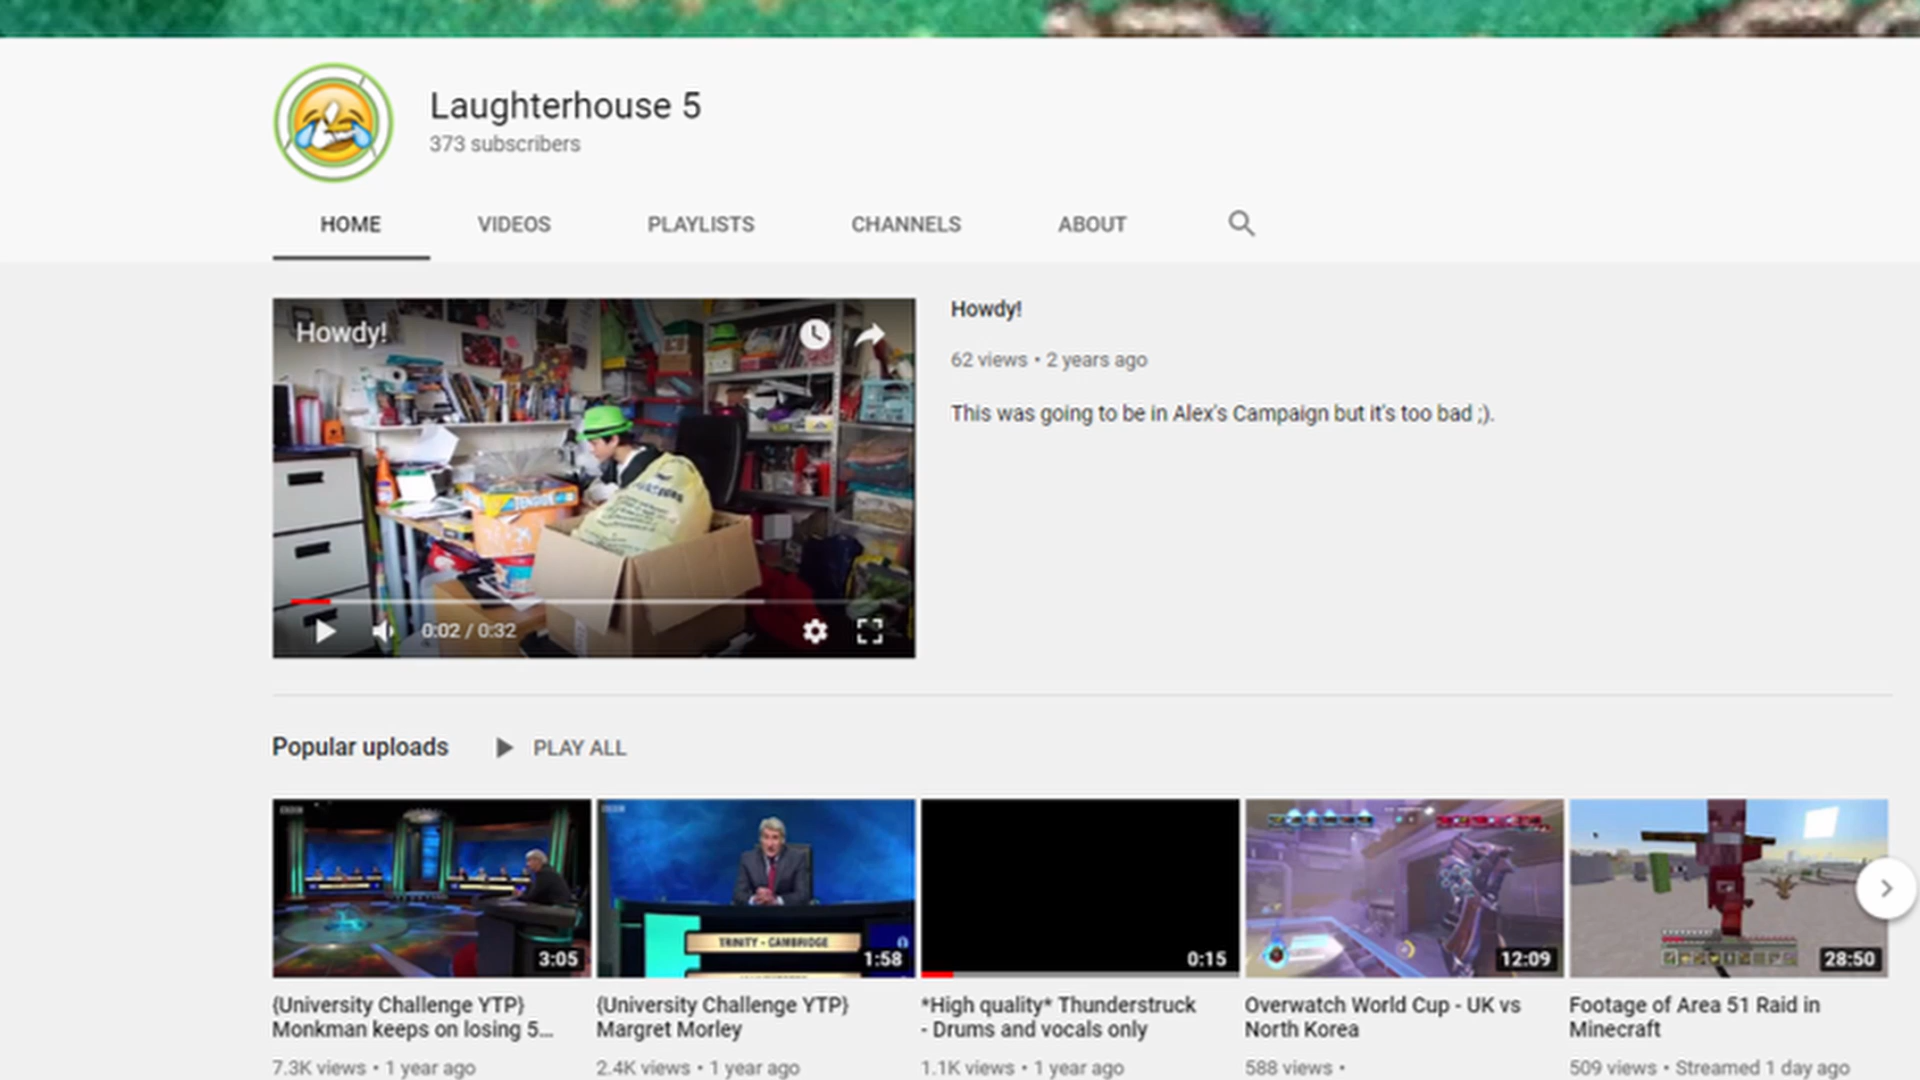 Laughterhouse 5
373 subscribers
HOME VIDEOS PLAYLISTS CHANNELS ABOUT
Howdy!
0:02 / 0:32
Howdy!
62 views • 2 years ago
This was going to be in Alex's Campaign but it's too bad ;).
Popular uploads PLAY ALL
BBC
3:05
TRINITY - CAMBRIDGE
1:58
0:15
12:09
28:50
{University Challenge YTP}
Monkman keeps on losing 5...
7.3K views • 1 year ago
{University Challenge YTP}
Margret Morley
2.4K views • 1 year ago
*High quality* Thunderstruck
- Drums and vocals only
1.1K views • 1 year ago
Overwatch World Cup - UK vs
North Korea
588 views •
Footage of Area 51 Raid in
Minecraft
509 views • Streamed 1 day ago